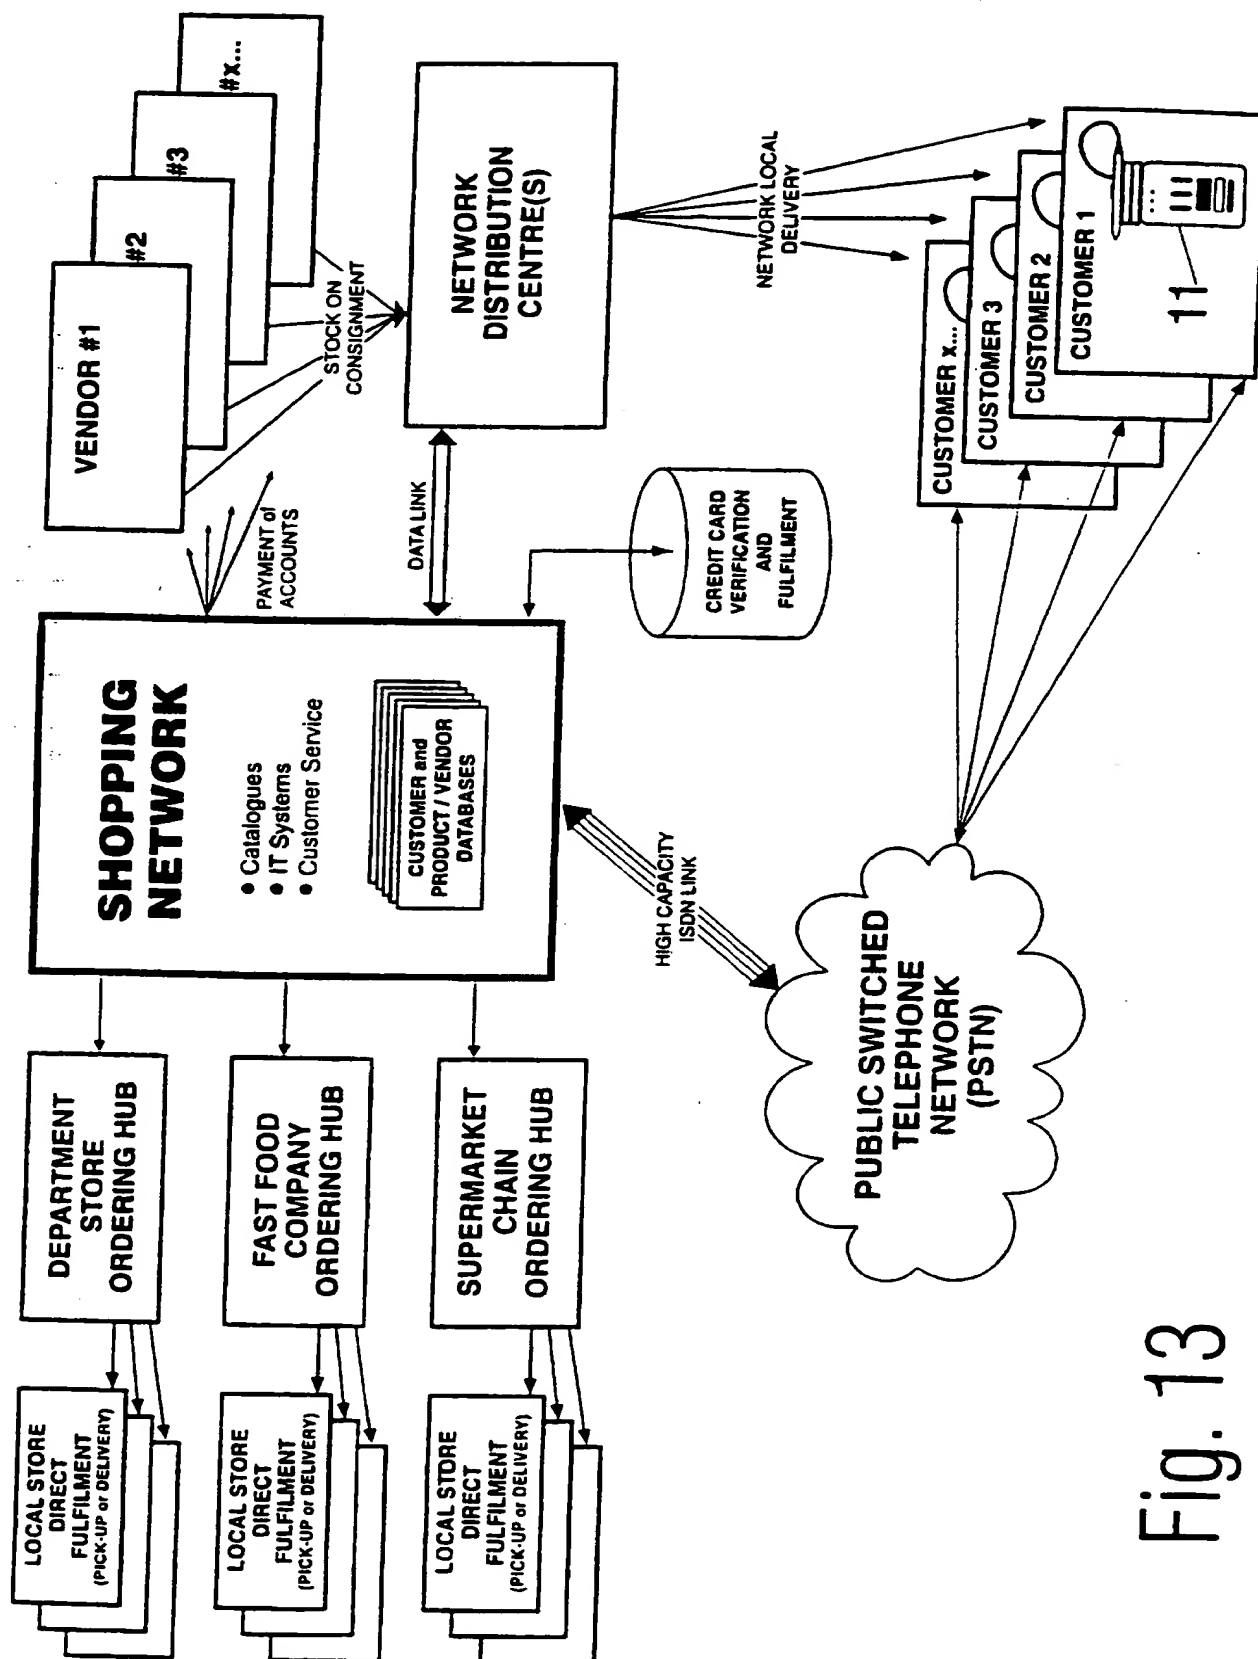 LOCAL STORE
DIRECT
FULFILMENT
(PICK-UP or DELIVERY)
DEPARTMENT
STORE
ORDERING HUB
SHOPPING
NETWORK
• Catalogues
• IT Systems
• Customer Service
CUSTOMER and
PRODUCT / VENDOR
DATABASES
PAYMENT of
ACCOUNTS
VENDOR #1
#2
#3
#x...
STOCK ON
CONSIGNMENT
LOCAL STORE
DIRECT
FULFILMENT
(PICK-UP or DELIVERY)
FAST FOOD
COMPANY
ORDERING HUB
DATA LINK
NETWORK
DISTRIBUTION
CENTRE(S)
LOCAL STORE
DIRECT
FULFILMENT
(PICK-UP or DELIVERY)
SUPERMARKET
CHAIN
ORDERING HUB
HIGH CAPACITY
ISDN LINK
CREDIT CARD
VERIFICATION
AND
FULFILMENT
NETWORK LOCAL
DELIVERY
PUBLIC SWITCHED
TELEPHONE
NETWORK
(PSTN)
CUSTOMER x...
CUSTOMER 3
CUSTOMER 2
CUSTOMER 1
11
Fig. 13